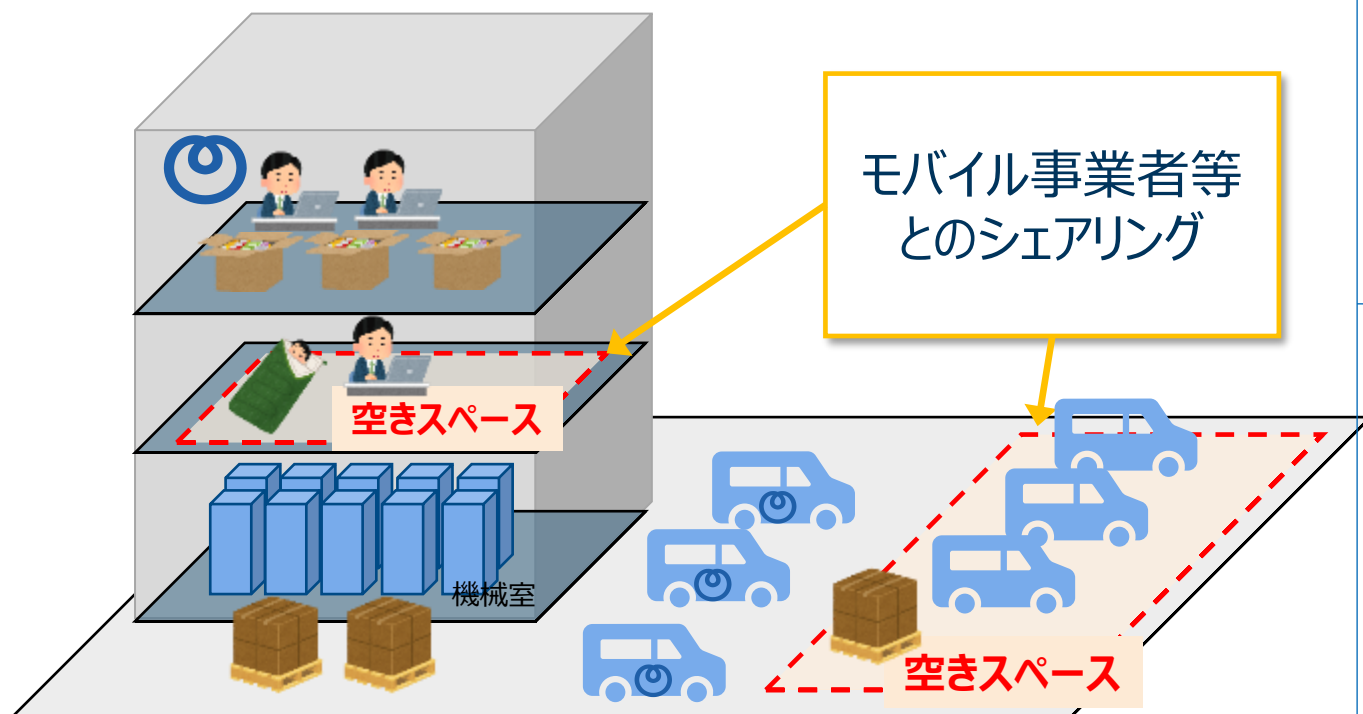 モバイル事業者等
とのシェアリング
空きスペース
機械室
空きスペース